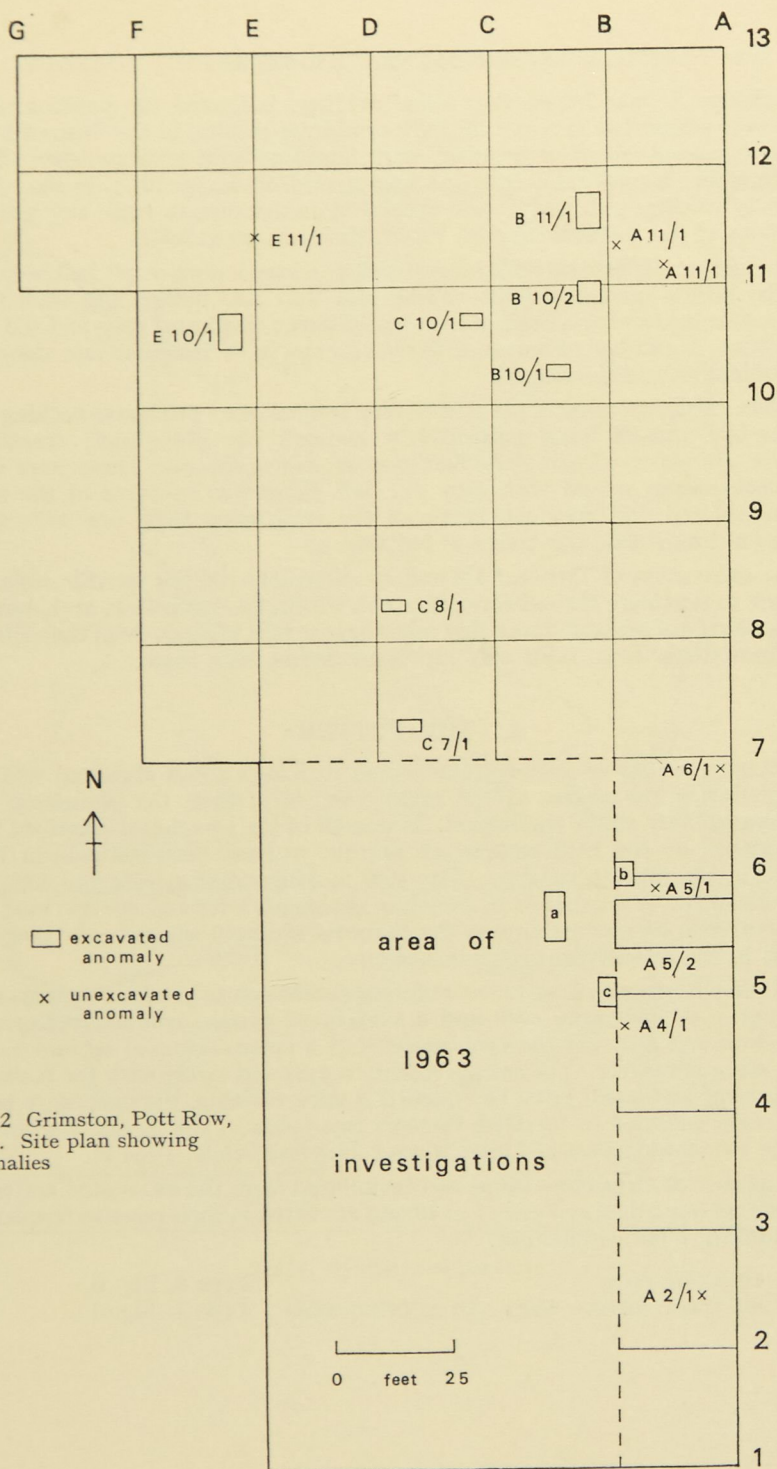 G F E D C B A
13
12
B 11/1
A 11/1
E 11/1
A 11/1
11
B 10/2
C 10/1
E 10/1
B 10/1
10
9
C 8/1
8
C 7/1
7
A 6/1
N
6
b
A 5/1
a
excavated
anomaly
area of
A 5/2
5
c
unexcavated
anomaly
A 4/1
1963
2 Grimston, Pott Row,
. Site plan showing
nalies
4
investigations
3
A 2/1
2
0 feet 25
1